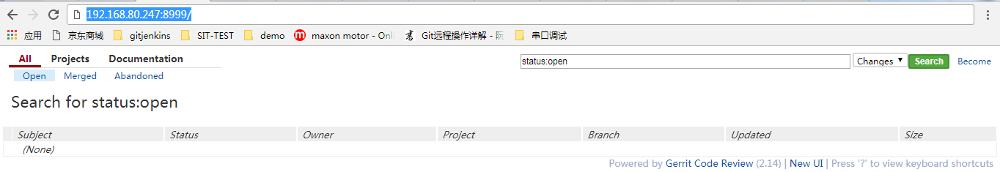 192.168.80.247:8999/
应用 京东商城 gitjenkins SIT-TEST demo maxon motor - Onli Git远程操作详解 - 阮 串口调试
All Projects Documentation status:open Changes Search Become
Open Merged Abandoned
Search for status:open
Subject Status Owner Project Branch Updated Size
(None)
Powered by Gerrit Code Review (2.14) | New UI | Press '?' to view keyboard shortcuts